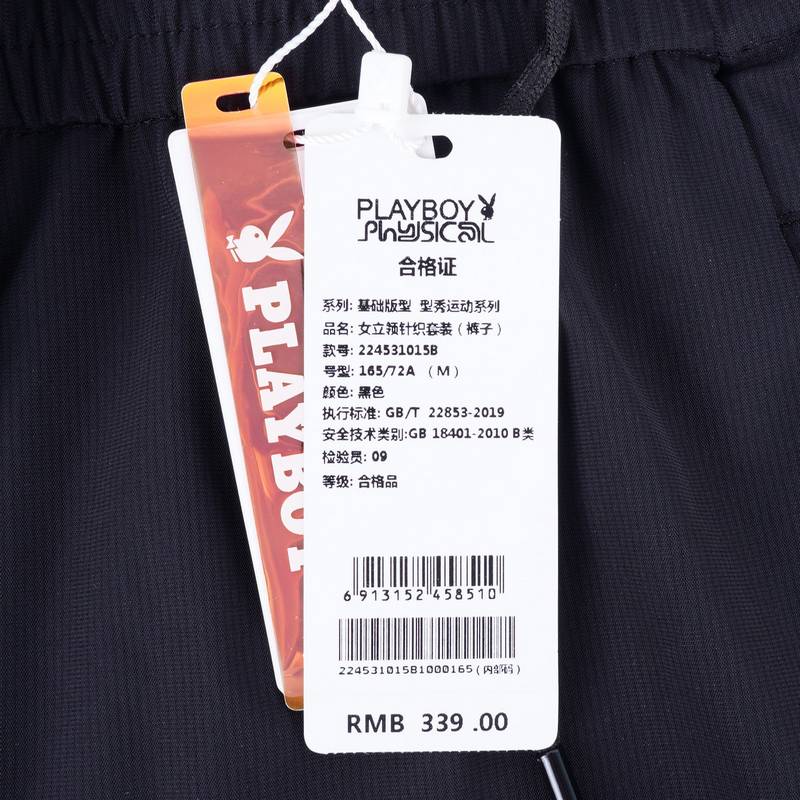 PLAYBOY
PLAYBOY
PhYSICAL
合格证
系列: 基础版型 型秀运动系列
品名: 女立领针织套装（裤子）
款号: 224531015B
号型: 165/72A （M）
颜色: 黑色
执行标准: GB/T 22853-2019
安全技术类别:GB 18401-2010 B类
检验员: 09
等级: 合格品
6 913152 458510
22453101581000165(内部码)
RMB 339 .00